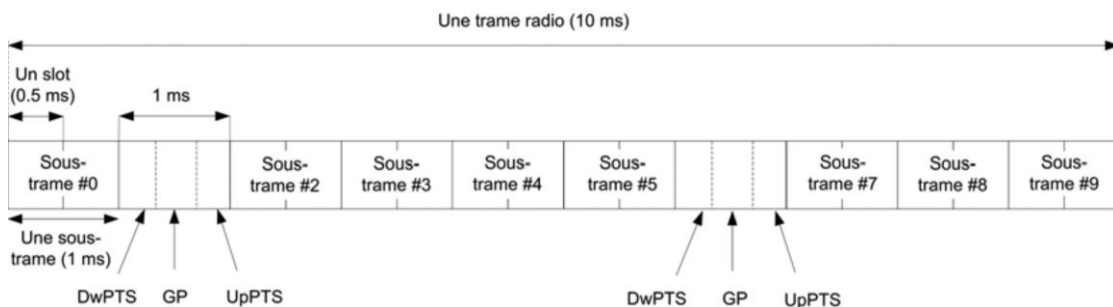 Une trame radio (10 ms)
Un slot
(0.5 ms)
1 ms
Sous-
trame #0
Sous-
trame #2
Sous-
trame #3
Sous-
trame #4
Sous-
trame #5
Sous-
trame #7
Sous-
trame #8
Sous-
trame #9
Une sous-
trame (1 ms)
DwPTS GP UpPTS
DwPTS GP UpPTS